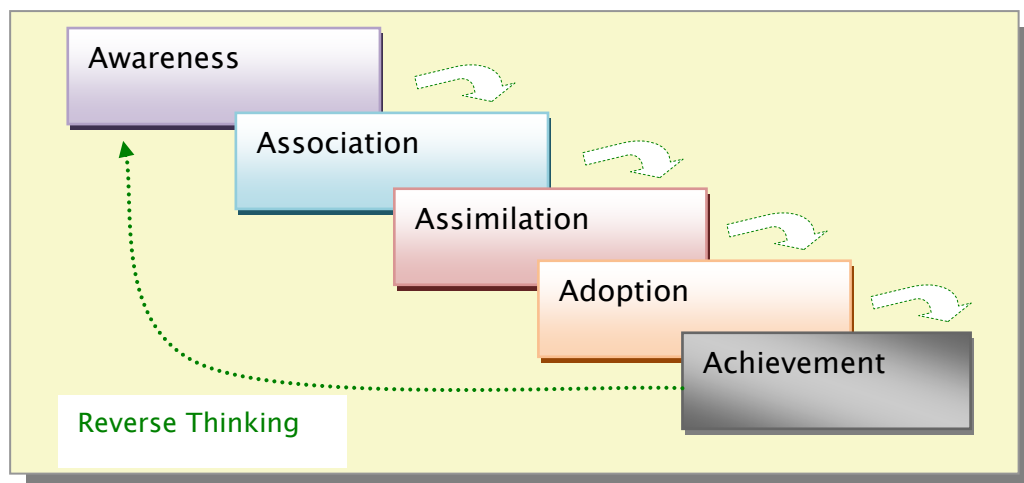 Awareness
Association
Assimilation
Adoption
Achievement
Reverse Thinking